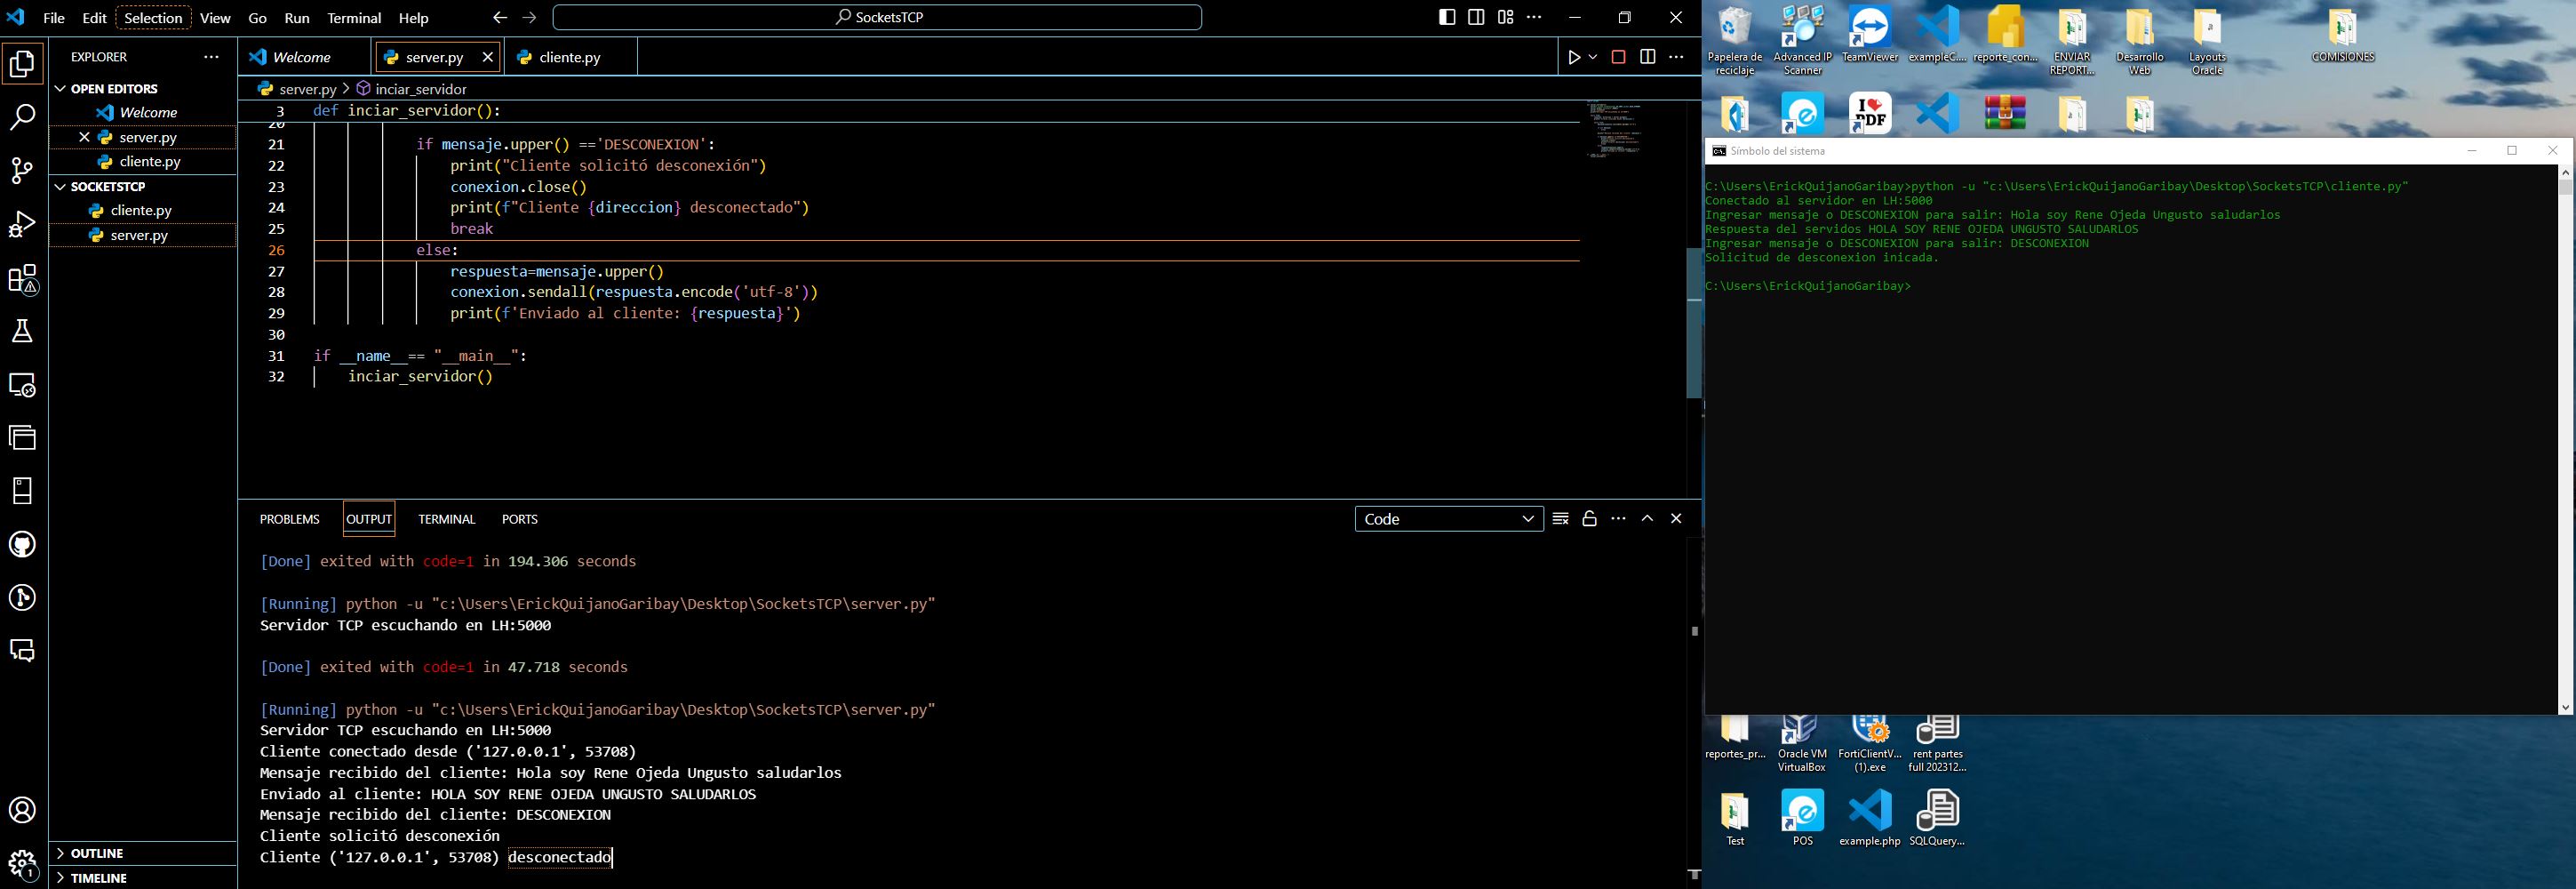 File Edit Selection View Go Run Terminal Help
SocketsTCP
EXPLORER
OPEN EDITORS
Welcome
server.py
cliente.py
SOCKETSTCP
cliente.py
server.py
OUTLINE
TIMELINE
Welcome server.py cliente.py
server.py > inciar_servidor
3 def inciar_servidor():
20
21 if mensaje.upper() =='DESCONEXION':
22 print("Cliente solicitó desconexión")
23 conexion.close()
24 print(f"Cliente {direccion} desconectado")
25 break
26 else:
27 respuesta=mensaje.upper()
28 conexion.sendall(respuesta.encode('utf-8'))
29 print(f'Enviado al cliente: {respuesta}')
30
31 if __name__== "__main__":
32 inciar_servidor()
PROBLEMS OUTPUT TERMINAL PORTS
Code
[Done] exited with code=1 in 194.306 seconds
[Running] python -u "c:\Users\ErickQuijanoGaribay\Desktop\SocketsTCP\server.py"
Servidor TCP escuchando en LH:5000
[Done] exited with code=1 in 47.718 seconds
[Running] python -u "c:\Users\ErickQuijanoGaribay\Desktop\SocketsTCP\server.py"
Servidor TCP escuchando en LH:5000
Cliente conectado desde ('127.0.0.1', 53708)
Mensaje recibido del cliente: Hola soy Rene Ojeda Ungusto saludarlos
Enviado al cliente: HOLA SOY RENE OJEDA UNGUSTO SALUDARLOS
Mensaje recibido del cliente: DESCONEXION
Cliente solicitó desconexión
Cliente ('127.0.0.1', 53708) desconectado
1
Papelera de reciclaje
Advanced IP Scanner
TeamViewer
exampleC....
reporte_con...
ENVIAR REPORT...
Desarrollo Web
Layouts Oracle
COMISIONES
I PDF
Símbolo del sistema
C:\Users\ErickQuijanoGaribay>python -u "c:\Users\ErickQuijanoGaribay\Desktop\SocketsTCP\cliente.py"
Conectado al servidor en LH:5000
Ingresar mensaje o DESCONEXION para salir: Hola soy Rene Ojeda Ungusto saludarlos
Respuesta del servidos HOLA SOY RENE OJEDA UNGUSTO SALUDARLOS
Ingresar mensaje o DESCONEXION para salir: DESCONEXION
Solicitud de desconexion inicada.
C:\Users\ErickQuijanoGaribay>
reportes_pr...
Oracle VM VirtualBox
FortiClientV... (1).exe
rent partes full 202312...
Test
POS
example.php
SQLQuery...